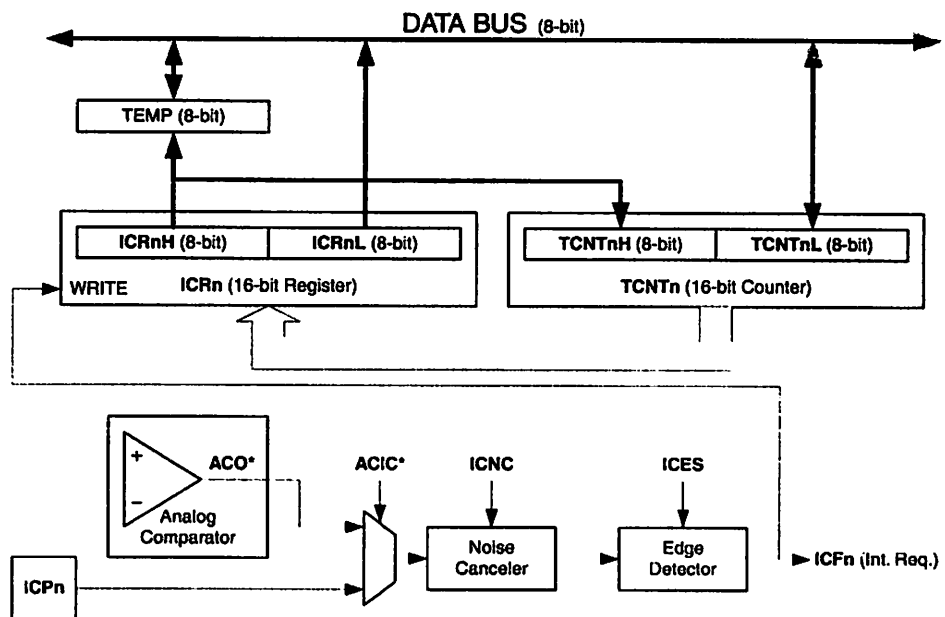 DATA BUS (8-bit)
TEMP (8-bit)
ICRnH (8-bit) ICRnL (8-bit)
TCNTnH (8-bit) TCNTnL (8-bit)
WRITE ICRn (16-bit Register)
TCNTn (16-bit Counter)
+
ACO*
−
Analog
Comparator
ACIC*
ICNC
ICES
Noise
Canceler
Edge
Detector
ICFn (Int. Req.)
ICPn